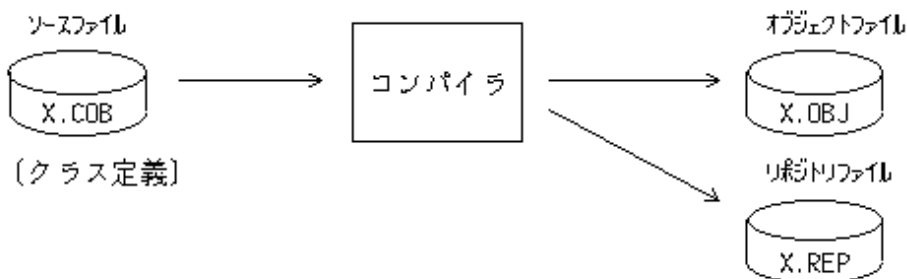 ソースファイル
X.COB
〔クラス定義〕
コンパイラ
オブジェクトファイル
X.OBJ
リポジトリファイル
X.REP